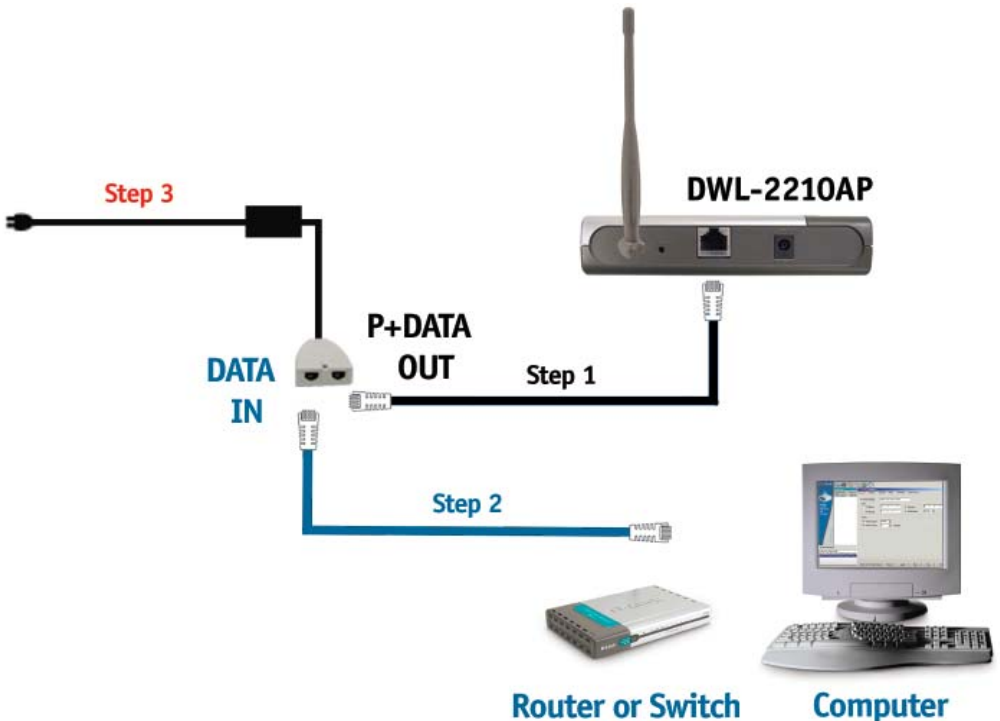 DWL-2210AP
Step 3
P+DATA
OUT
DATA
IN
Step 1
Step 2
Router or Switch
Computer